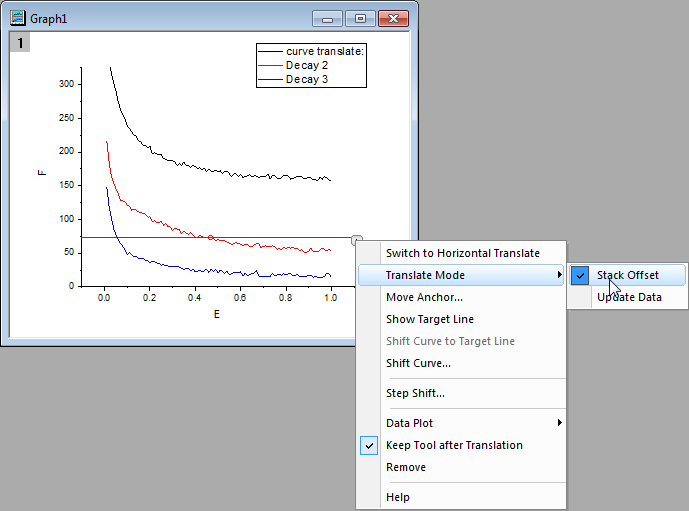 Graph1
1
curve translate:
Decay 2
Decay 3
300
250
200
150
100
50
0
F
0.0 0.2 0.4 0.6 0.8 1.0
E
Switch to Horizontal Translate
Translate Mode
Stack Offset
Update Data
Move Anchor...
Show Target Line
Shift Curve to Target Line
Shift Curve...
Step Shift...
Data Plot
Keep Tool after Translation
Remove
Help